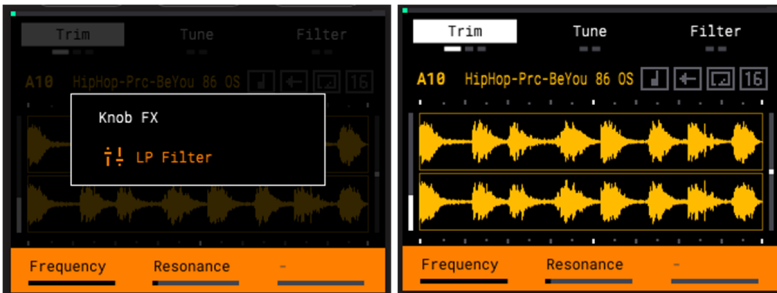 Trim Tune Filter
A10 HipHop-Prc-BeYou 86 OS 16
Knob FX
LP Filter
Frequency Resonance -
Trim Tune Filter
A10 HipHop-Prc-BeYou 86 OS 16
Frequency Resonance -